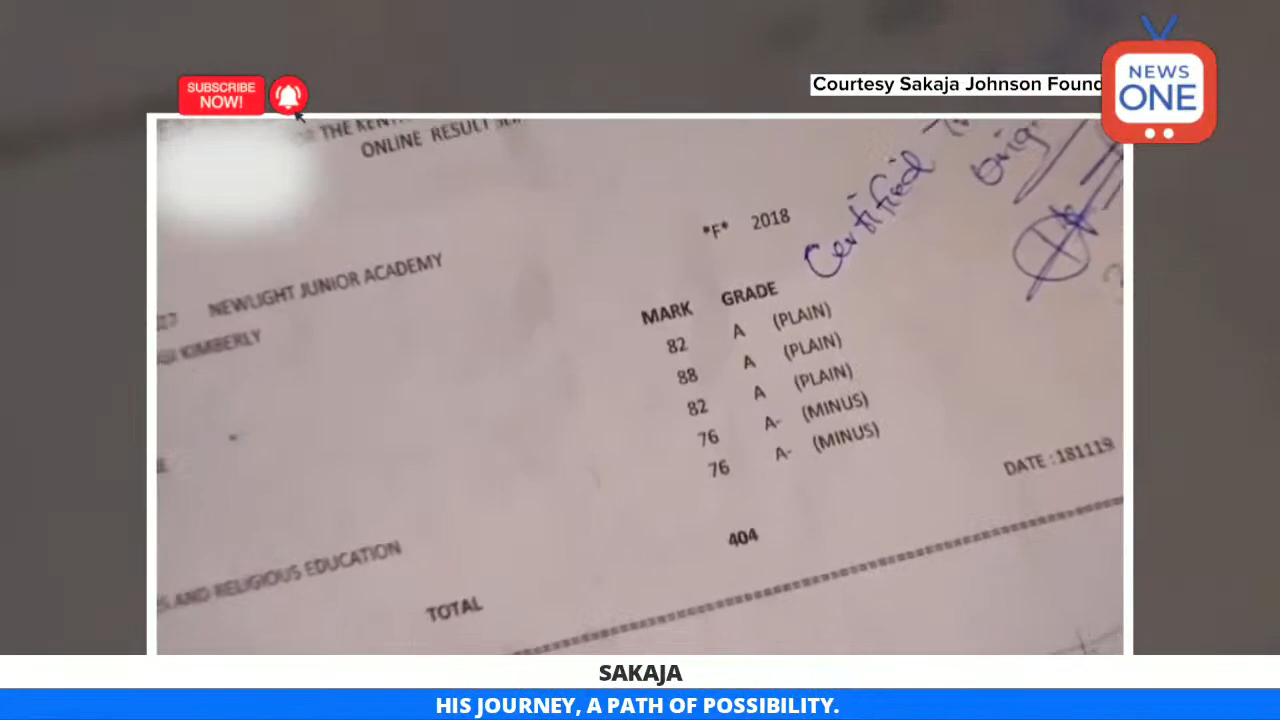 SUBSCRIBE
NOW!
Courtesy Sakaja Johnson Found
NEWS
ONE
THE
ONLINE RESULT
*F* 2018
Certified
NEWLIGHT JUNIOR ACADEMY
KIMBERLY
MARK GRADE
82 A (PLAIN)
88 A (PLAIN)
82 A (PLAIN)
76 A- (MINUS)
76 A- (MINUS)
DATE :181119
AND RELIGIOUS EDUCATION
TOTAL 404
SAKAJA
HIS JOURNEY, A PATH OF POSSIBILITY.